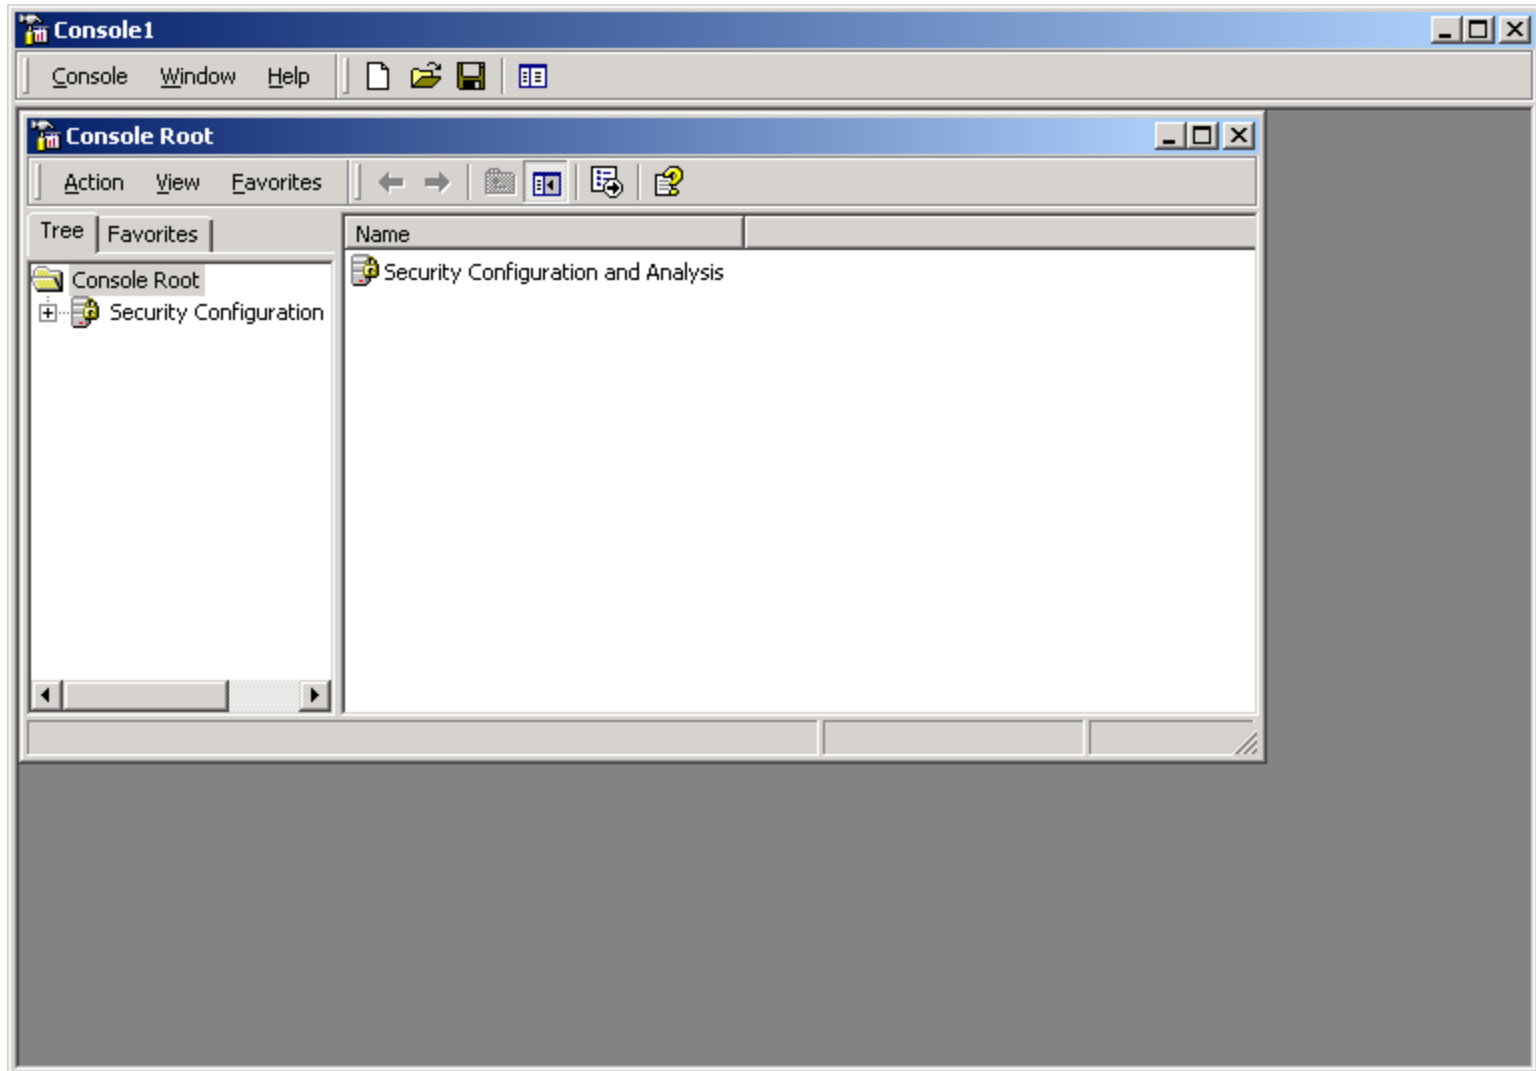 Console1
Console Window Help
Console Root
Action View Favorites
Tree Favorites
Name
Console Root
Security Configuration and Analysis
Security Configuration